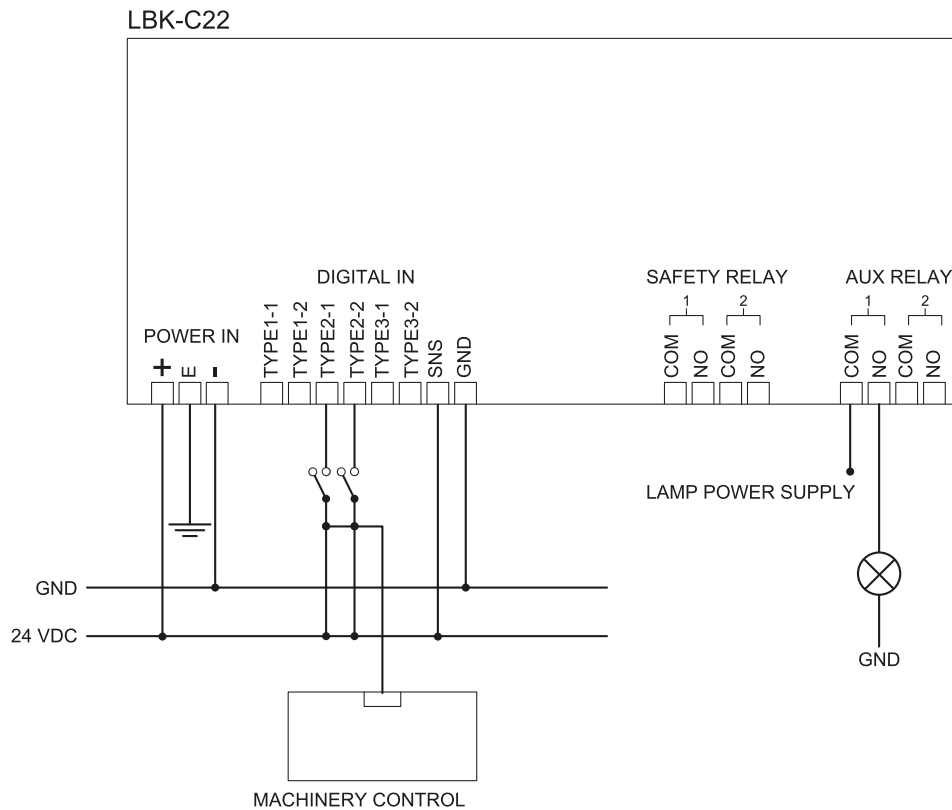 LBK-C22
DIGITAL IN
SAFETY RELAY
AUX RELAY
1
2
1
2
POWER IN
+
E
-
TYPE1-1
TYPE1-2
TYPE2-1
TYPE2-2
TYPE3-1
TYPE3-2
SNS
GND
COM
NO
COM
NO
COM
NO
COM
NO
LAMP POWER SUPPLY
GND
24 VDC
GND
MACHINERY CONTROL